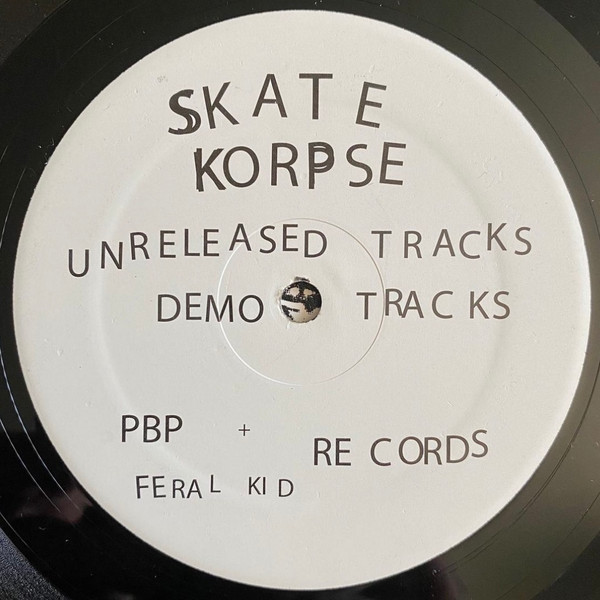 SKATE
KORPSE
UNRELEASED TRACKS
DEMO TRACKS
PBP +
RECORDS
FERAL KID